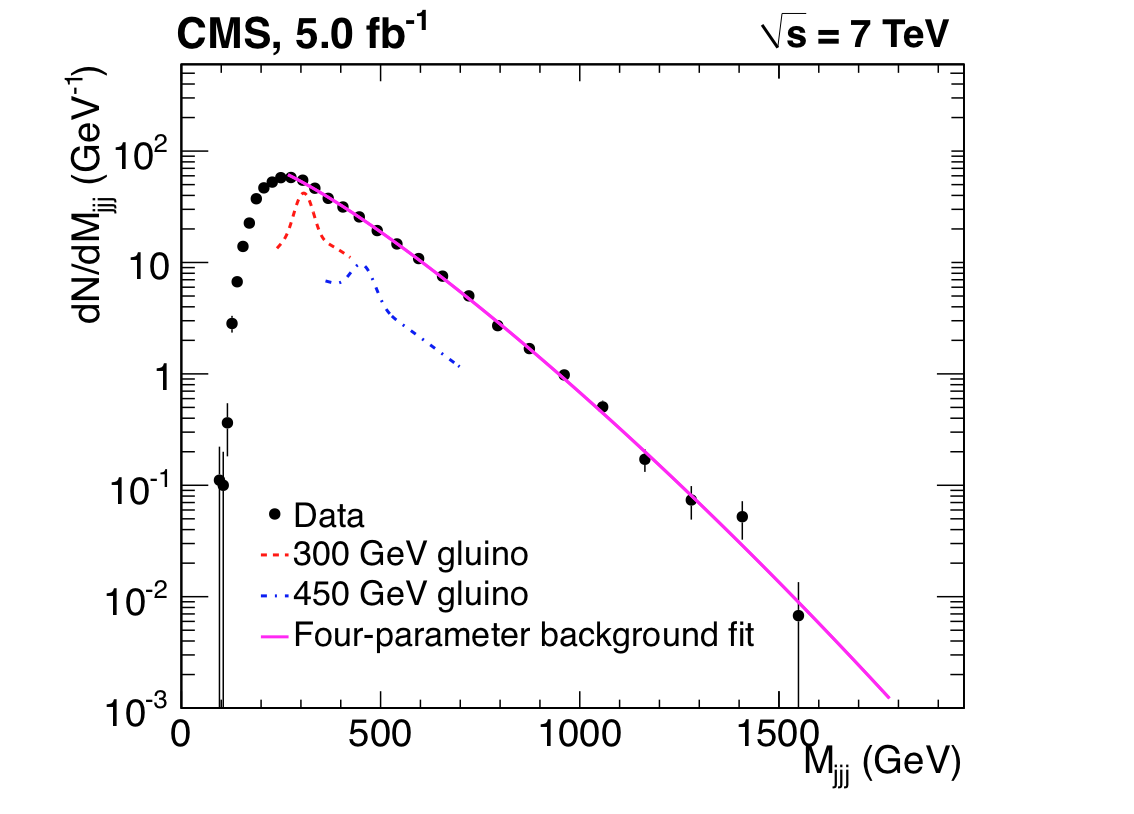 CMS, 5.0 fb-1 √s = 7 TeV
dN/dMjjj (GeV-1)
102
10
1
10-1
10-2
10-3
Data
300 GeV gluino
450 GeV gluino
Four-parameter background fit
0 500 1000 1500
Mjjj (GeV)